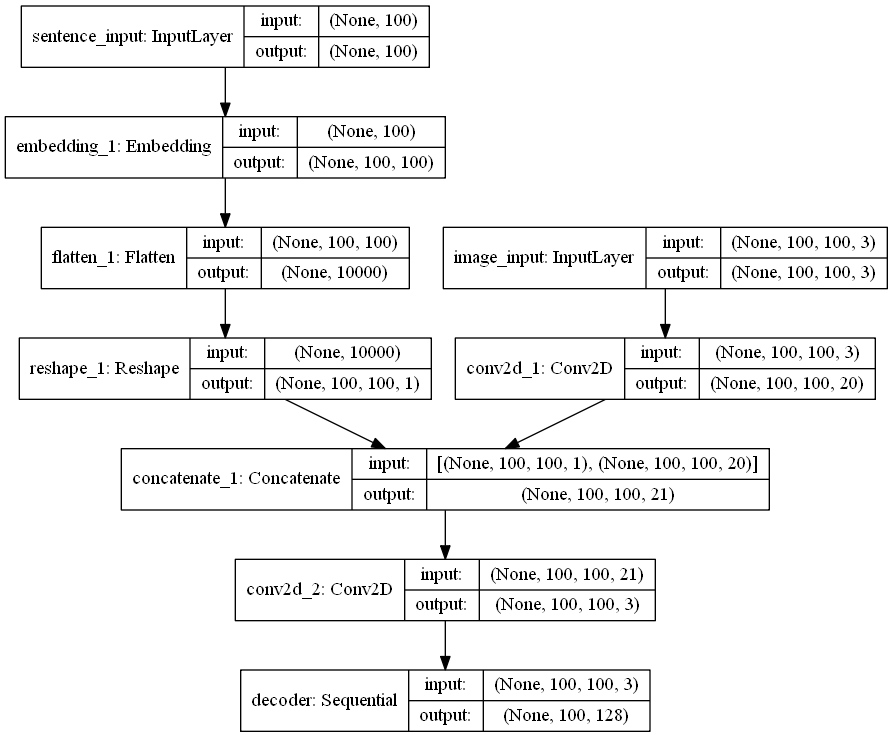 sentence_input: InputLayer
input: (None, 100)
output: (None, 100)
embedding_1: Embedding
input: (None, 100)
output: (None, 100, 100)
flatten_1: Flatten
input: (None, 100, 100)
output: (None, 10000)
image_input: InputLayer
input: (None, 100, 100, 3)
output: (None, 100, 100, 3)
reshape_1: Reshape
input: (None, 10000)
output: (None, 100, 100, 1)
conv2d_1: Conv2D
input: (None, 100, 100, 3)
output: (None, 100, 100, 20)
concatenate_1: Concatenate
input: [(None, 100, 100, 1), (None, 100, 100, 20)]
output: (None, 100, 100, 21)
conv2d_2: Conv2D
input: (None, 100, 100, 21)
output: (None, 100, 100, 3)
decoder: Sequential
input: (None, 100, 100, 3)
output: (None, 100, 128)